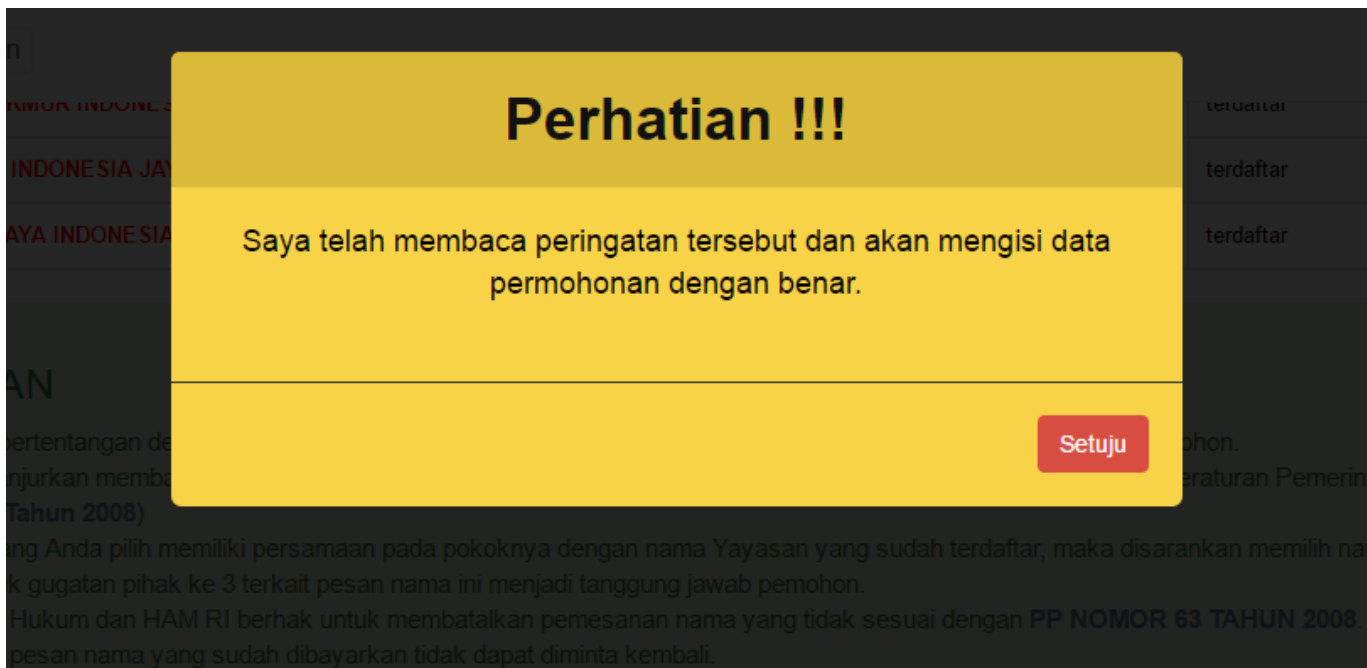 n
INDONESIA JAY
terdaftar
AYA INDONESIA
terdaftar
Perhatian !!!
Saya telah membaca peringatan tersebut dan akan mengisi data
permohonan dengan benar.
Setuju
AN
pertentangan de
ohon.
njurkan memba
eraturan Pemerin
Tahun 2008)
ng Anda pilih memiliki persamaan pada pokoknya dengan nama Yayasan yang sudah terdaftar, maka disarankan memilih na
k gugatan pihak ke 3 terkait pesan nama ini menjadi tanggung jawab pemohon.
Hukum dan HAM RI berhak untuk membatalkan pemesanan nama yang tidak sesuai dengan PP NOMOR 63 TAHUN 2008.
pesan nama yang sudah dibayarkan tidak dapat diminta kembali.